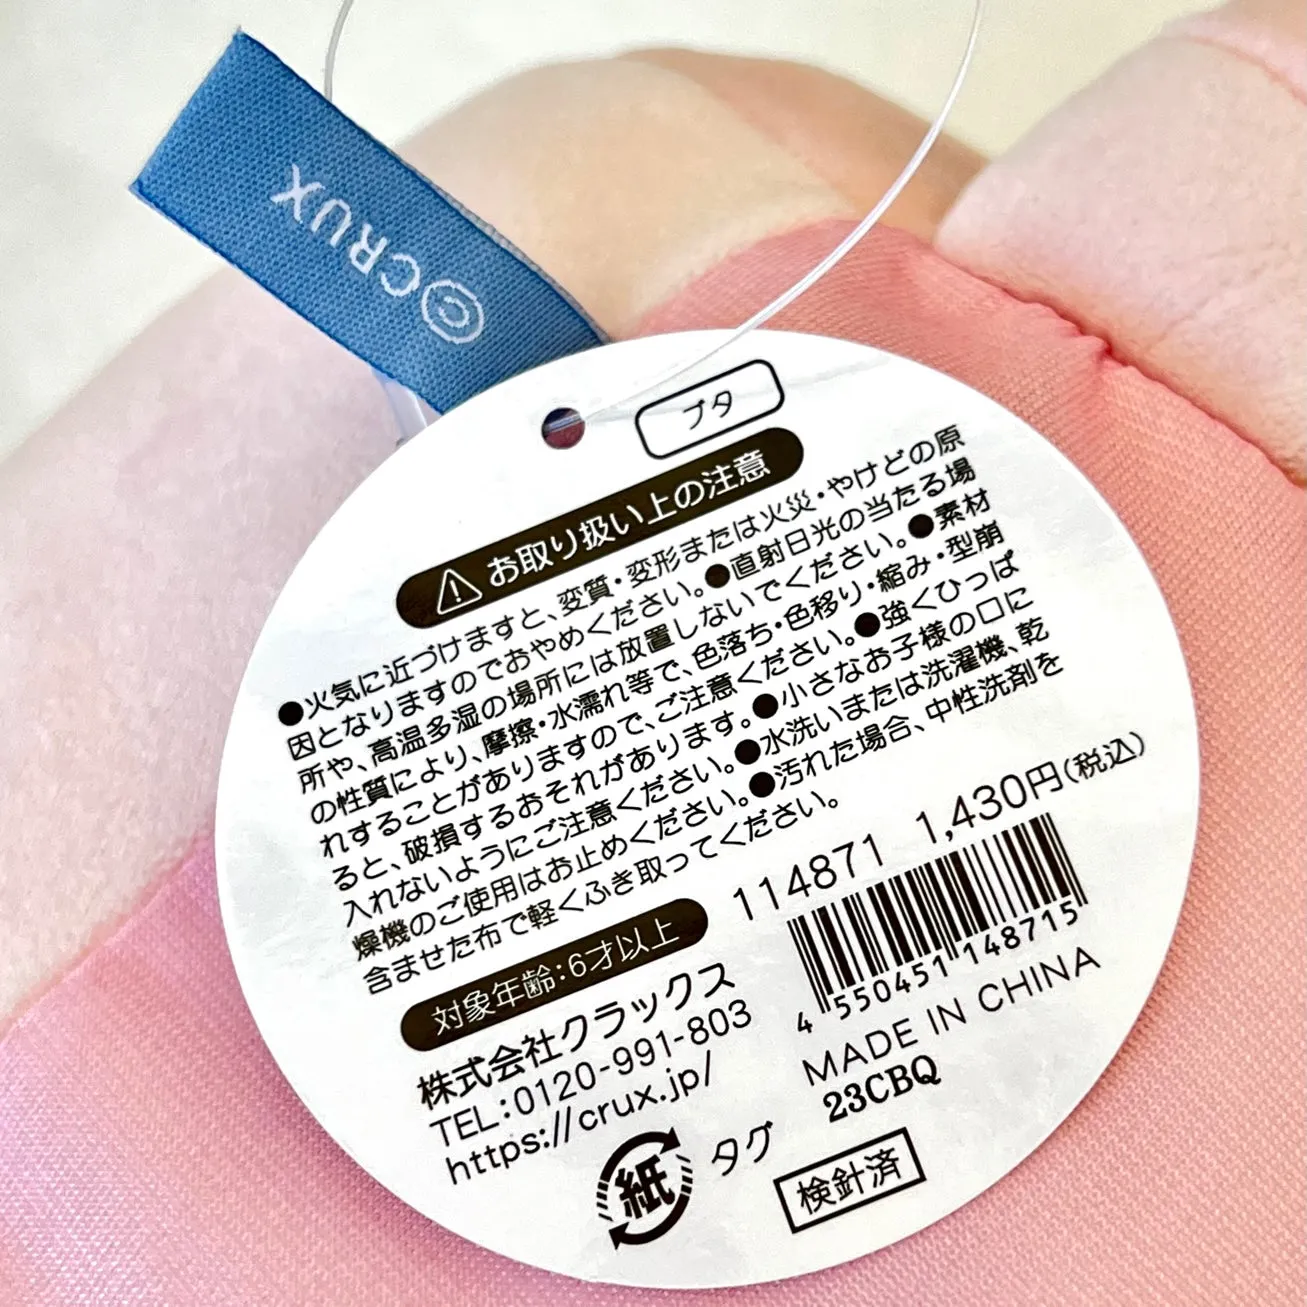 ©CRUX
ブタ
お取り扱い上の注意
●火気に近づけますと、変質・変形または火災・やけどの原
因となりますのでおやめください。●直射日光の当たる場
所や、高温多湿の場所には放置しないでください。●素材
の性質により、摩擦・水濡れ等で、色落ち・色移り・縮み・型崩
れすることがありますので、ご注意ください。●強くひっぱ
ると、破損するおそれがあります。●小さなお子様の口に
入れないようにご注意ください。●水洗いまたは洗濯機、乾
燥機のご使用はお止めください。●汚れた場合、中性洗剤を
含ませた布で軽くふき取ってください。
114871 1,430円(税込)
対象年齢:6才以上
4 550451 148715
株式会社クラックス
TEL:0120-991-803
https://crux.jp/
MADE IN CHINA
23CBQ
紙 タグ
検針済